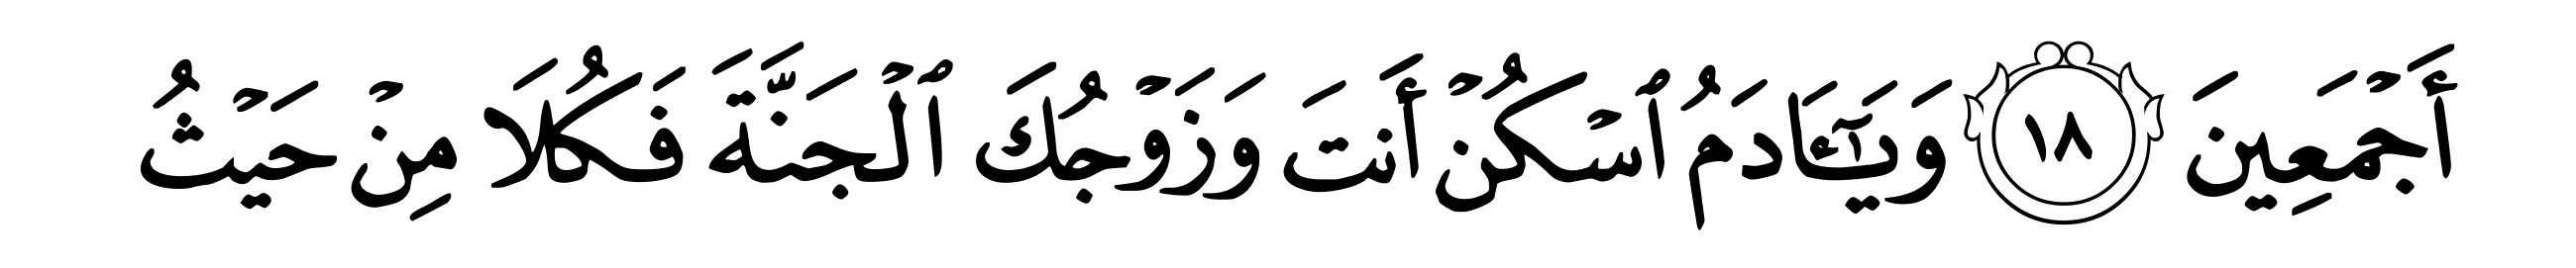 أَجۡمَعِينَ ١٨ وَيَـٰٓـَٔادَمُ ٱسۡكُنۡ أَنتَ وَزَوۡجُكَ ٱلۡجَنَّةَ فَكُلَا مِنۡ حَيۡثُ